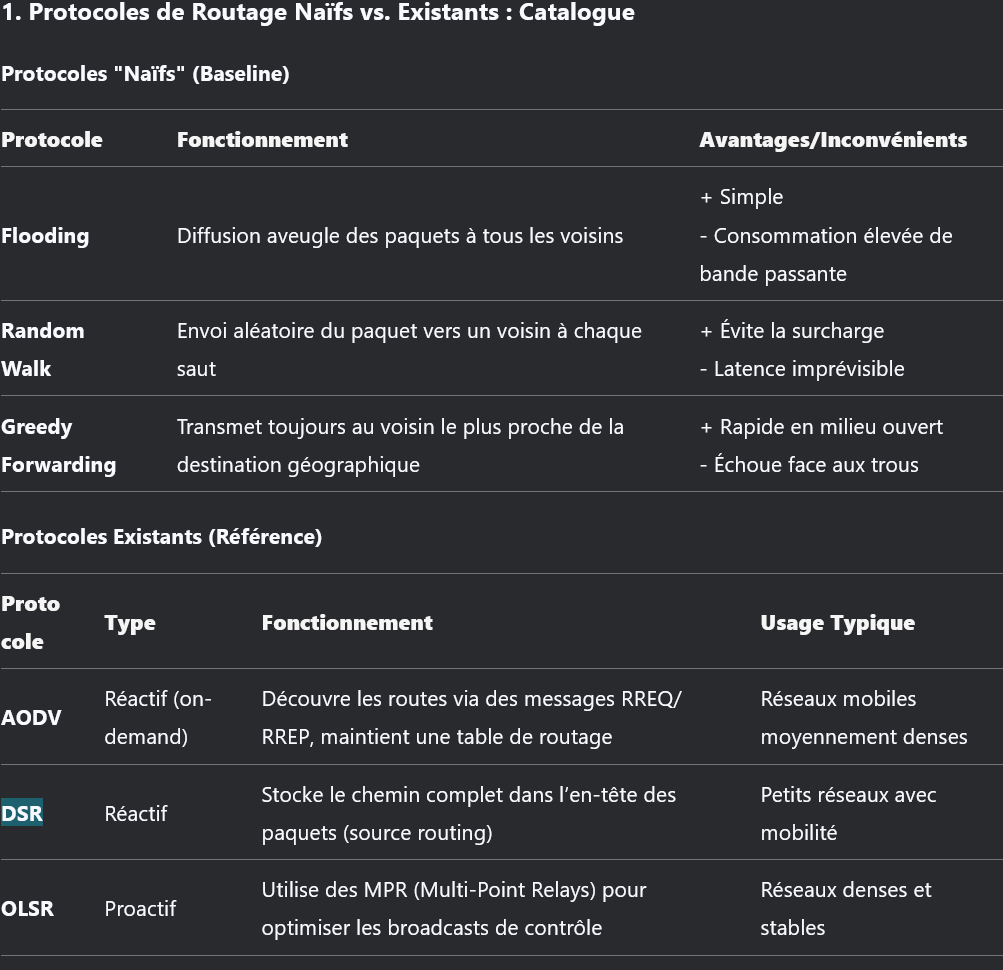 1. Protocoles de Routage Naïfs vs. Existants : Catalogue
Protocoles "Naïfs" (Baseline)
Protocole Fonctionnement Avantages/Inconvénients
Flooding Diffusion aveugle des paquets à tous les voisins
+ Simple
- Consommation élevée de
bande passante
Random
Walk
Envoi aléatoire du paquet vers un voisin à chaque
saut
+ Évite la surcharge
- Latence imprévisible
Greedy
Forwarding
Transmet toujours au voisin le plus proche de la
destination géographique
+ Rapide en milieu ouvert
- Échoue face aux trous
Protocoles Existants (Référence)
Proto
cole
Type Fonctionnement Usage Typique
AODV
Réactif (on-
demand)
Découvre les routes via des messages RREQ/
RREP, maintient une table de routage
Réseaux mobiles
moyennement denses
DSR
Réactif
Stocke le chemin complet dans l’en-tête des
paquets (source routing)
Petits réseaux avec
mobilité
OLSR
Proactif
Utilise des MPR (Multi-Point Relays) pour
optimiser les broadcasts de contrôle
Réseaux denses et
stables